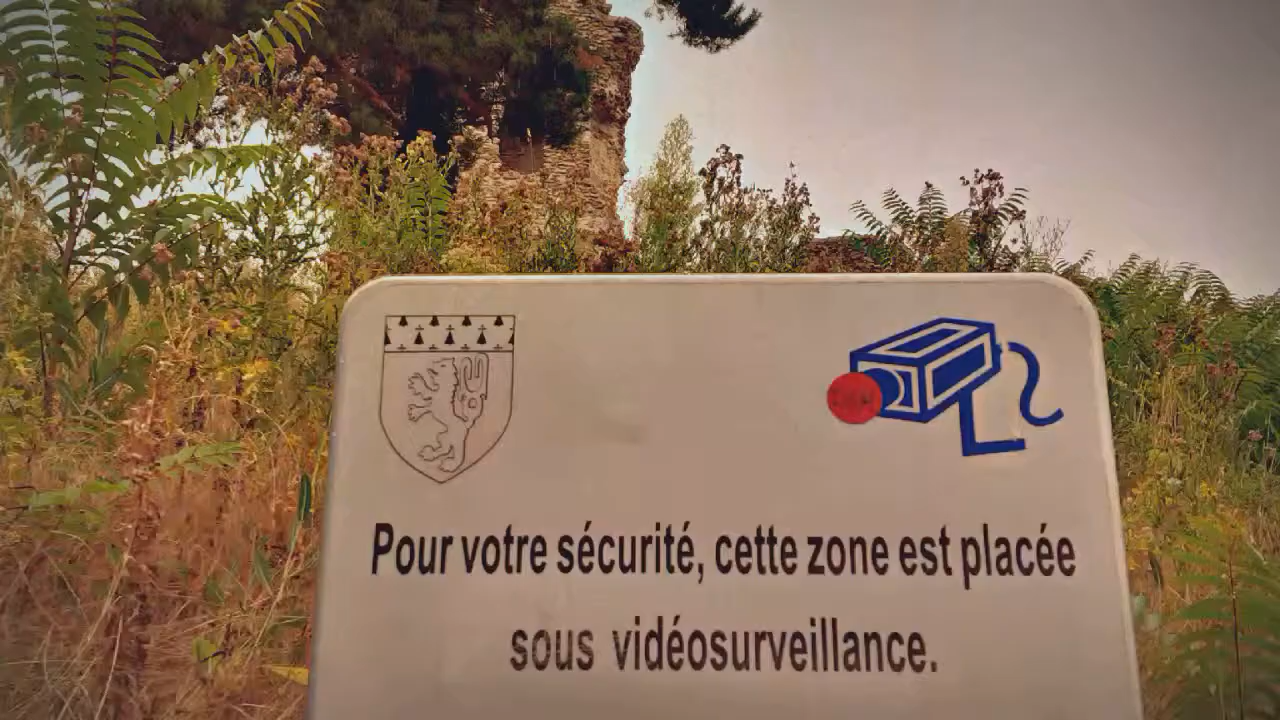 Pour votre sécurité, cette zone est placée
sous vidéosurveillance.